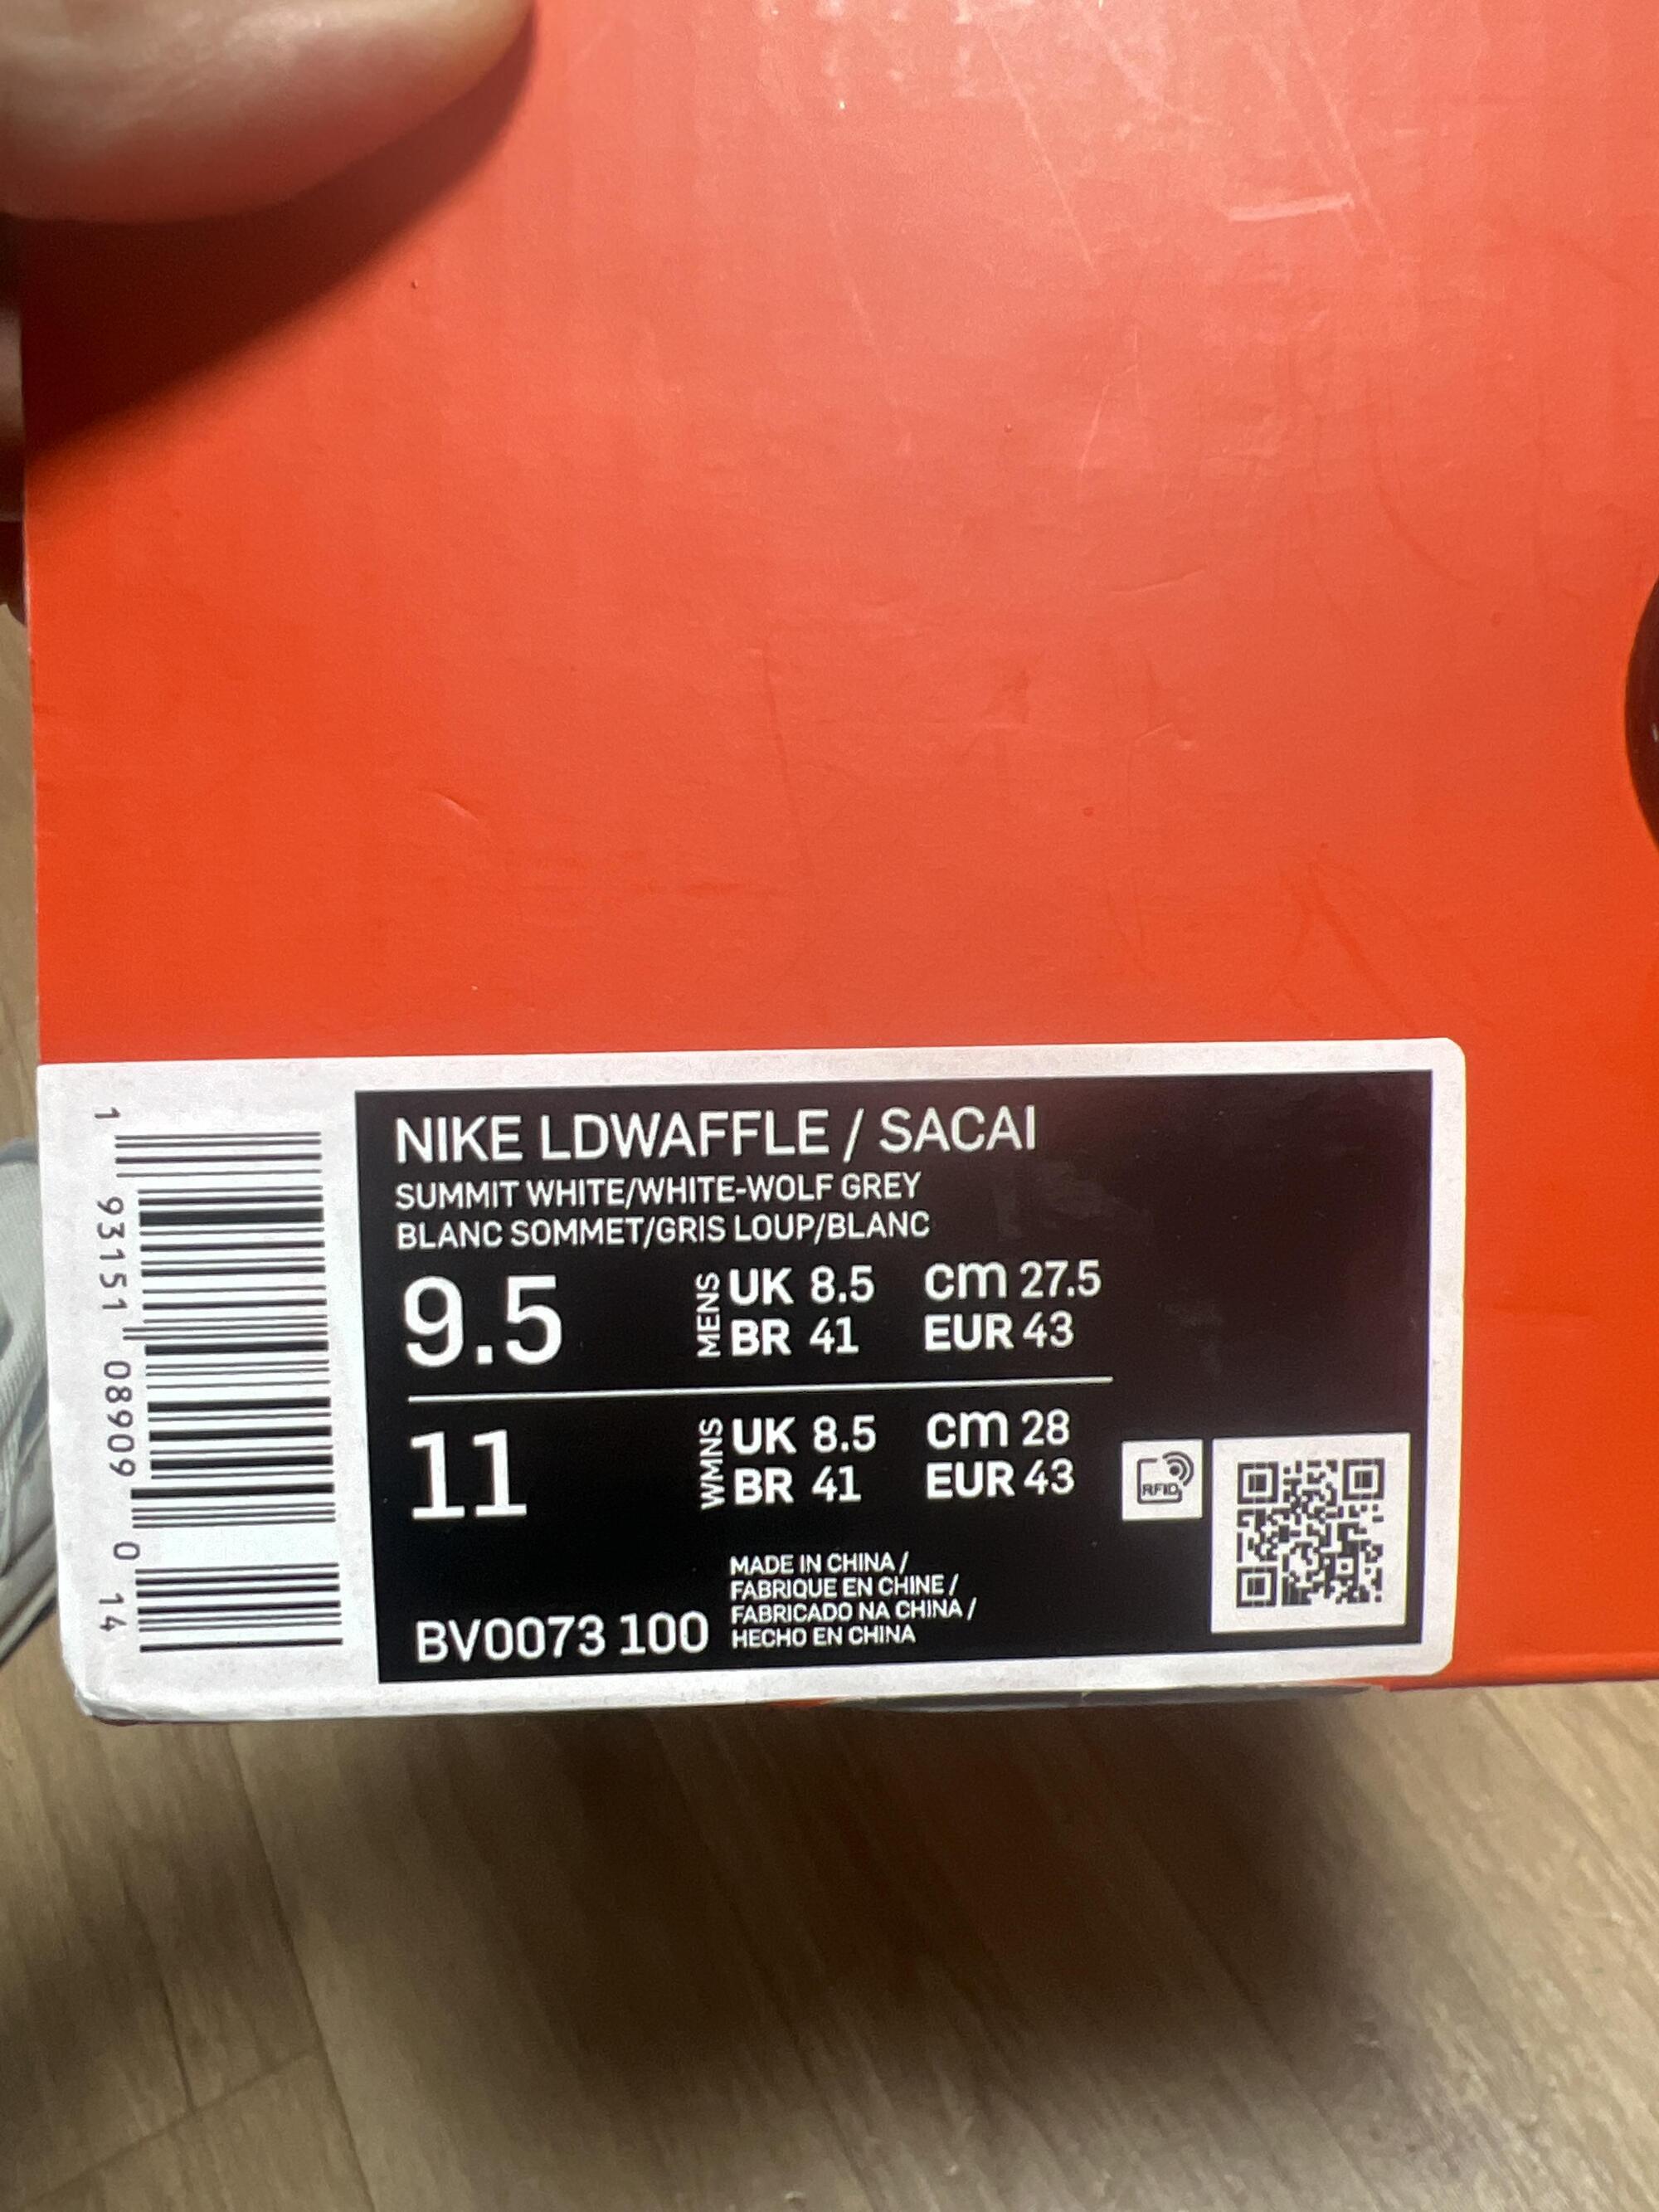 NIKE LDWAFFLE / SACAI
SUMMIT WHITE/WHITE-WOLF GREY
BLANC SOMMET/GRIS LOUP/BLANC
9.5 MENS UK 8.5 cm 27.5
BR 41 EUR 43
11 WMNS UK 8.5 cm 28
BR 41 EUR 43
RFID
MADE IN CHINA /
FABRIQUE EN CHINE /
FABRICADO NA CHINA /
HECHO EN CHINA
BV0073 100
1 93151 08909 0 14